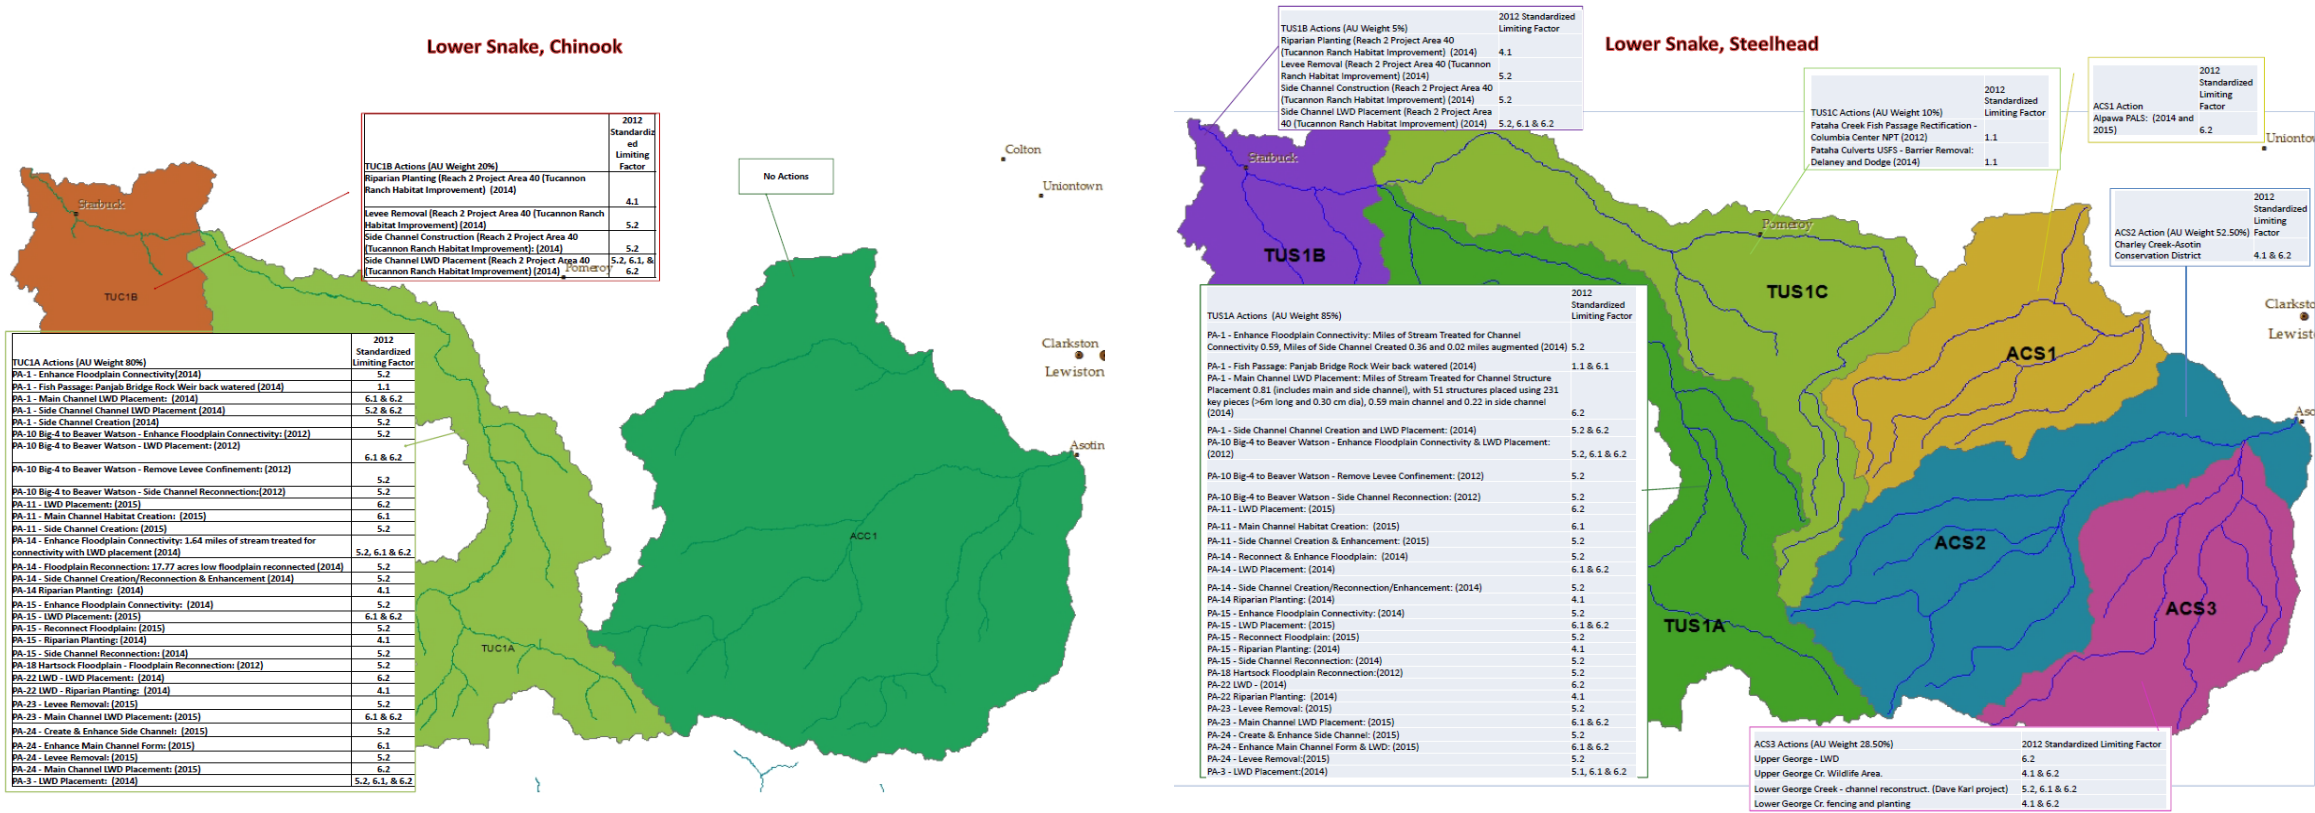 Lower Snake, Chinook
2012
Standardiz
ed
Limiting
Factor
TUC1B Actions (AU Weight 20%)
Riparian Planting (Reach 2 Project Area 40 (Tucannon
Ranch Habitat Improvement)  (2014)
4.1
Levee Removal (Reach 2 Project Area 40 (Tucannon Ranch
Habitat Improvement) (2014)
5.2
Side Channel Construction (Reach 2 Project Area 40
(Tucannon Ranch Habitat Improvement): (2014)
5.2
Side Channel LWD Placement (Reach 2 Project Area 40
(Tucannon Ranch Habitat Improvement) (2014)
5.2, 6.1, &
6.2
No Actions
Colton
Uniontown
Starbuck
Pomeroy
TUC1B
Clarkston
Lewiston
Asotin
ACC1
TUC1A
2012
Standardized
Limiting Factor
TUC1A Actions (AU Weight 80%)
PA-1 - Enhance Floodplain Connectivity(2014) 5.2
PA-1 - Fish Passage: Panjab Bridge Rock Weir back watered (2014) 1.1
PA-1 - Main Channel LWD Placement:  (2014) 6.1 & 6.2
PA-1 - Side Channel Channel LWD Placement (2014) 5.2 & 6.2
PA-1 - Side Channel Creation (2014) 5.2
PA-10 Big-4 to Beaver Watson - Enhance Floodplain Connectivity: (2012) 5.2
PA-10 Big-4 to Beaver Watson - LWD Placement: (2012)
6.1 & 6.2
PA-10 Big-4 to Beaver Watson - Remove Levee Confinement: (2012)
5.2
PA-10 Big-4 to Beaver Watson - Side Channel Reconnection:(2012) 5.2
PA-11 - LWD Placement: (2015) 6.2
PA-11 - Main Channel Habitat Creation:  (2015) 6.1
PA-11 - Side Channel Creation: (2015) 5.2
PA-14 - Enhance Floodplain Connectivity: 1.64 miles of stream treated for
connectivity with LWD placement (2014) 5.2, 6.1 & 6.2
PA-14 - Floodplain Reconnection: 17.77 acres low floodplain reconnected (2014) 5.2
PA-14 - Side Channel Creation/Reconnection & Enhancement (2014) 5.2
PA-14 Riparian Planting:  (2014) 4.1
PA-15 - Enhance Floodplain Connectivity:  (2014) 5.2
PA-15 - LWD Placement: (2015) 6.1 & 6.2
PA-15 - Reconnect Floodplain: (2015) 5.2
PA-15 - Riparian Planting: (2014) 4.1
PA-15 - Side Channel Reconnection: (2014) 5.2
PA-18 Hartsock Floodplain - Floodplain Reconnection: (2012) 5.2
PA-22 LWD - LWD Placement:  (2014) 6.2
PA-22 LWD - Riparian Planting:  (2014) 4.1
PA-23 - Levee Removal: (2015) 5.2
PA-23 - Main Channel LWD Placement: (2015) 6.1 & 6.2
PA-24 - Create & Enhance Side Channel:  (2015) 5.2
PA-24 - Enhance Main Channel Form: (2015) 6.1
PA-24 - Levee Removal: (2015) 5.2
PA-24 - Main Channel LWD Placement: (2015) 6.2
PA-3 - LWD Placement:  (2014) 5.2, 6.1, & 6.2
Lower Snake, Steelhead
2012 Standardized
TUS1B Actions (AU Weight 5%) Limiting Factor
Riparian Planting (Reach 2 Project Area 40
(Tucannon Ranch Habitat Improvement)  (2014) 4.1
Levee Removal (Reach 2 Project Area 40 (Tucannon
Ranch Habitat Improvement) (2014) 5.2
Side Channel Construction (Reach 2 Project Area 40
(Tucannon Ranch Habitat Improvement) (2014) 5.2
Side Channel LWD Placement (Reach 2 Project Area
40 (Tucannon Ranch Habitat Improvement) (2014) 5.2, 6.1 & 6.2
2012
Standardized
TUS1C Actions (AU Weight 10%) Limiting Factor
Pataha Creek Fish Passage Rectification -
Columbia Center NPT (2012) 1.1
Pataha Culverts USFS - Barrier Removal:
Delaney and Dodge (2014) 1.1
2012
Standardized
Limiting
ACS1 Action Factor
Alpawa PALS:  (2014 and
2015) 6.2
Unionto
2012
Standardized
Limiting
ACS2 Action (AU Weight 52.50%) Factor
Charley Creek-Asotin
Conservation District 4.1 & 6.2
Starbuck
Pomeroy
TUS1B
TUS1C
Clarksto
Lewist
ACS1
Aso
ACS2
ACS3
TUS1A
2012
Standardized
TUS1A Actions  (AU Weight 85%) Limiting Factor
PA-1 - Enhance Floodplain Connectivity: Miles of Stream Treated for Channel
Connectivity 0.59, Miles of Side Channel Created 0.36 and 0.02 miles augmented (2014) 5.2
PA-1 - Fish Passage: Panjab Bridge Rock Weir back watered (2014) 1.1 & 6.1
PA-1 - Main Channel LWD Placement: Miles of Stream Treated for Channel Structure
Placement 0.81 (includes main and side channel), with 51 structures placed using 231
key pieces (>6m long and 0.30 cm dia), 0.59 main channel and 0.22 in side channel
(2014) 6.2
PA-1 - Side Channel Channel Creation and LWD Placement: (2014) 5.2 & 6.2
PA-10 Big-4 to Beaver Watson - Enhance Floodplain Connectivity & LWD Placement:
(2012) 5.2, 6.1 & 6.2
PA-10 Big-4 to Beaver Watson - Remove Levee Confinement: (2012) 5.2
PA-10 Big-4 to Beaver Watson - Side Channel Reconnection: (2012) 5.2
PA-11 - LWD Placement: (2015) 6.2
PA-11 - Main Channel Habitat Creation:  (2015) 6.1
PA-11 - Side Channel Creation & Enhancement: (2015) 5.2
PA-14 - Reconnect & Enhance Floodplain:  (2014) 5.2
PA-14 - LWD Placement: (2014) 6.1 & 6.2
PA-14 - Side Channel Creation/Reconnection/Enhancement: (2014) 5.2
PA-14 Riparian Planting: (2014) 4.1
PA-15 - Enhance Floodplain Connectivity: (2014) 5.2
PA-15 - LWD Placement: (2015) 6.1 & 6.2
PA-15 - Reconnect Floodplain: (2015) 5.2
PA-15 - Riparian Planting: (2014) 4.1
PA-15 - Side Channel Reconnection: (2014) 5.2
PA-18 Hartsock Floodplain Reconnection:(2012) 5.2
PA-22 LWD - (2014) 6.2
PA-22 Riparian Planting:  (2014) 4.1
PA-23 - Levee Removal: (2015) 5.2
PA-23 - Main Channel LWD Placement: (2015) 6.1 & 6.2
PA-24 - Create & Enhance Side Channel: (2015) 5.2
PA-24 - Enhance Main Channel Form & LWD: (2015) 6.1 & 6.2
PA-24 - Levee Removal:(2015) 5.2
PA-3 - LWD Placement:(2014) 5.1, 6.1 & 6.2
ACS3 Actions (AU Weight 28.50%) 2012 Standardized Limiting Factor
Upper George - LWD 6.2
Upper George Cr. Wildlife Area. 4.1 & 6.2
Lower George Creek - channel reconstruct. (Dave Karl project) 5.2, 6.1 & 6.2
Lower George Cr. fencing and planting 4.1 & 6.2